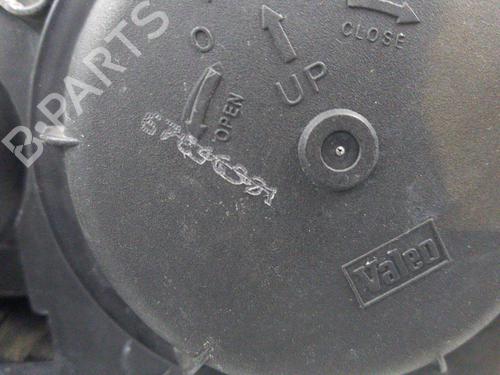 B-PARTS
CLOSE
O
UP
OPEN
Valeo